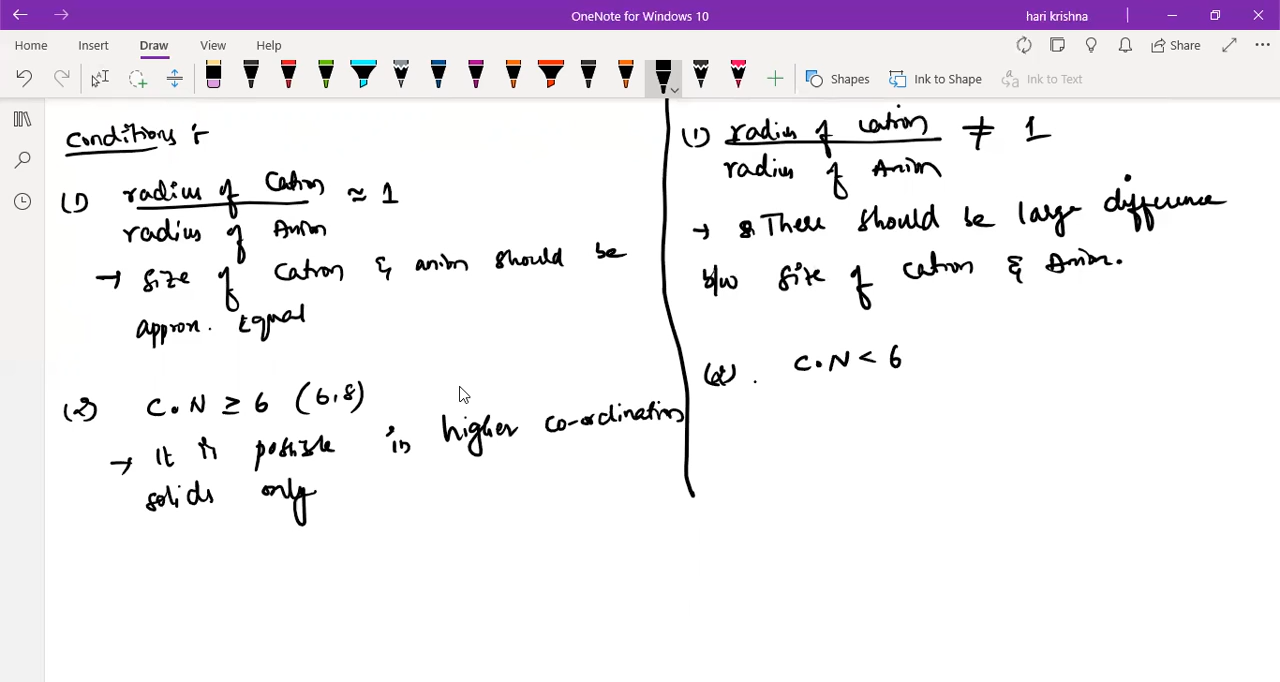 OneNote for Windows 10
hari krishna
Home Insert Draw View Help
Share
Shapes Ink to Shape Ink to Text
Conditions :-
(1) radius of Cation ≈ 1
radius of Anion
→ Size of Cation & anion should be
approx. Equal
(2) C.N ≥ 6 (6,8)
→ It is possible in higher co-ordination
solids only
(1) radius of Cation ≠ 1
radius of Anion
→ There should be large difference
b/w size of Cation & Anion.
(2). C.N < 6